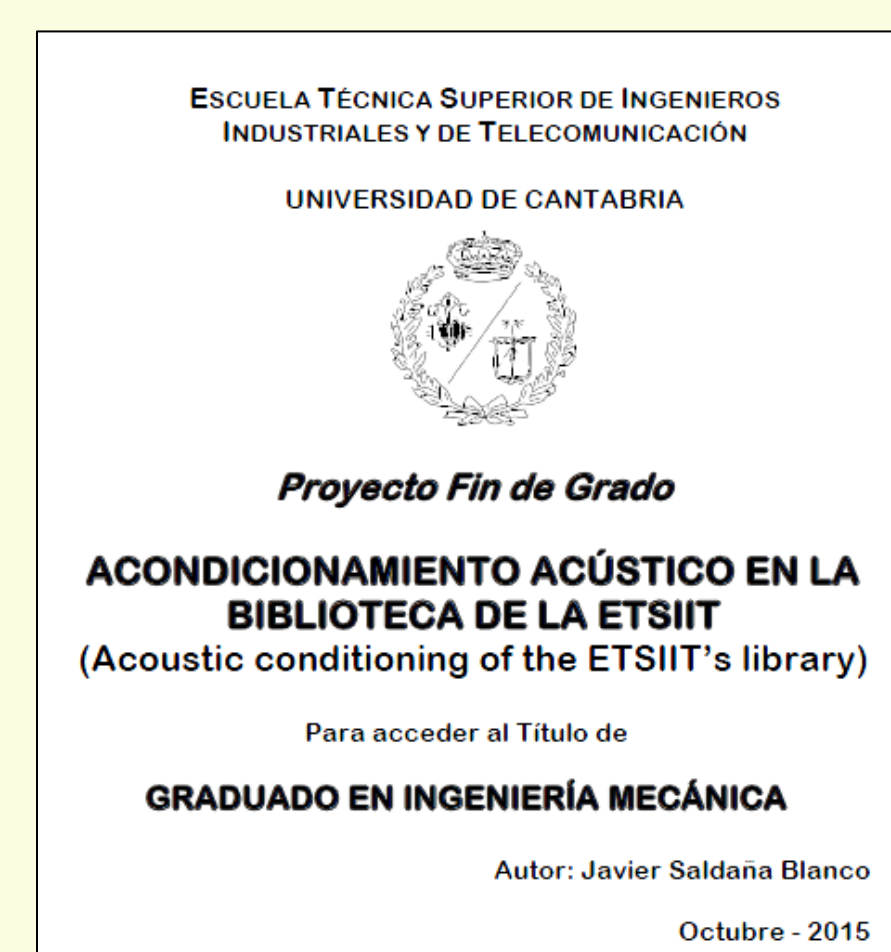 ESCUELA TÉCNICA SUPERIOR DE INGENIEROS
INDUSTRIALES Y DE TELECOMUNICACIÓN
UNIVERSIDAD DE CANTABRIA
Proyecto Fin de Grado
ACONDICIONAMIENTO ACÚSTICO EN LA
BIBLIOTECA DE LA ETSIIT
(Acoustic conditioning of the ETSIIT's library)
Para acceder al Título de
GRADUADO EN INGENIERÍA MECÁNICA
Autor: Javier Saldaña Blanco
Octubre - 2015